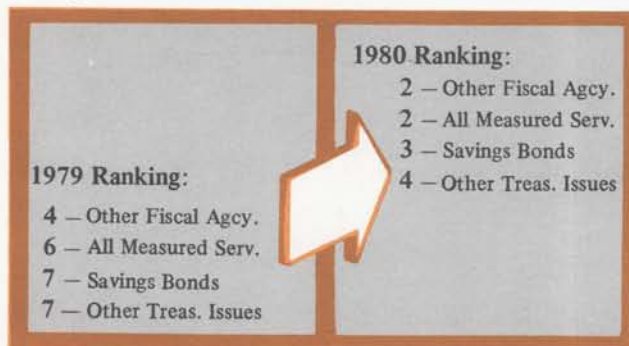 1979 Ranking:
4 — Other Fiscal Agcy.
6 — All Measured Serv.
7 — Savings Bonds
7 — Other Treas. Issues
1980 Ranking:
2 — Other Fiscal Agcy.
2 — All Measured Serv.
3 — Savings Bonds
4 — Other Treas. Issues